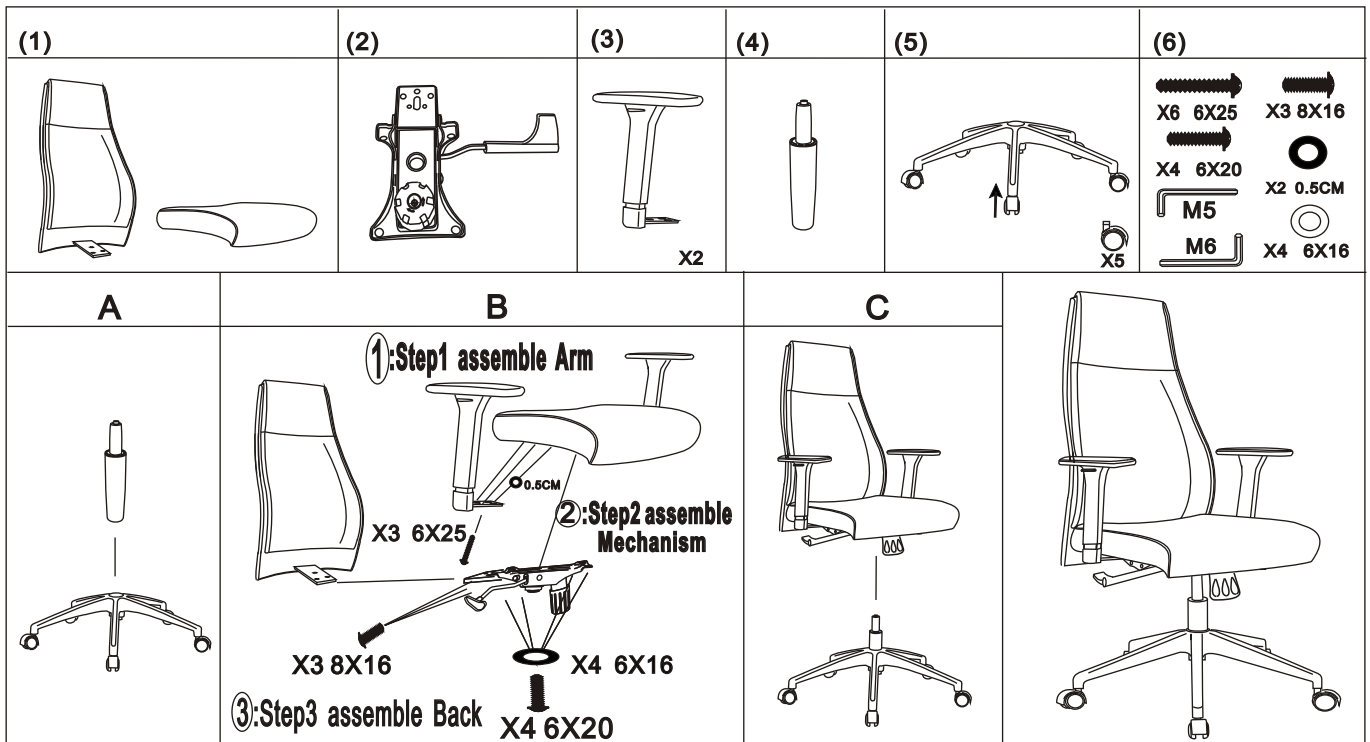 (1)
(2)
(3)
(4)
(5)
(6)
X2
X5
X6 6X25
X3 8X16
X4 6X20
X2 0.5CM
M5
M6
X4 6X16
A
B
C
①:Step1 assemble Arm
0.5CM
X3 6X25
②:Step2 assemble
Mechanism
X3 8X16
X4 6X16
③:Step3 assemble Back
X4 6X20